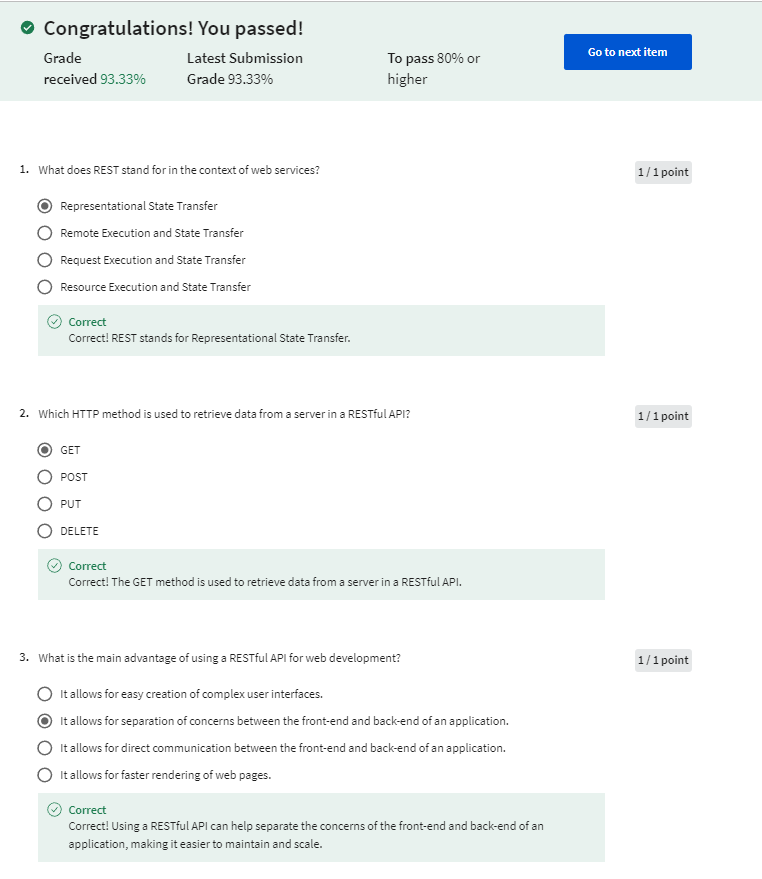 Congratulations! You passed!
Grade received 93.33%
Latest Submission Grade 93.33%
To pass 80% or higher
Go to next item
1. What does REST stand for in the context of web services?
1 / 1 point
Representational State Transfer
Remote Execution and State Transfer
Request Execution and State Transfer
Resource Execution and State Transfer
Correct
Correct! REST stands for Representational State Transfer.
2. Which HTTP method is used to retrieve data from a server in a RESTful API?
1 / 1 point
GET
POST
PUT
DELETE
Correct
Correct! The GET method is used to retrieve data from a server in a RESTful API.
3. What is the main advantage of using a RESTful API for web development?
1 / 1 point
It allows for easy creation of complex user interfaces.
It allows for separation of concerns between the front-end and back-end of an application.
It allows for direct communication between the front-end and back-end of an application.
It allows for faster rendering of web pages.
Correct
Correct! Using a RESTful API can help separate the concerns of the front-end and back-end of an
application, making it easier to maintain and scale.